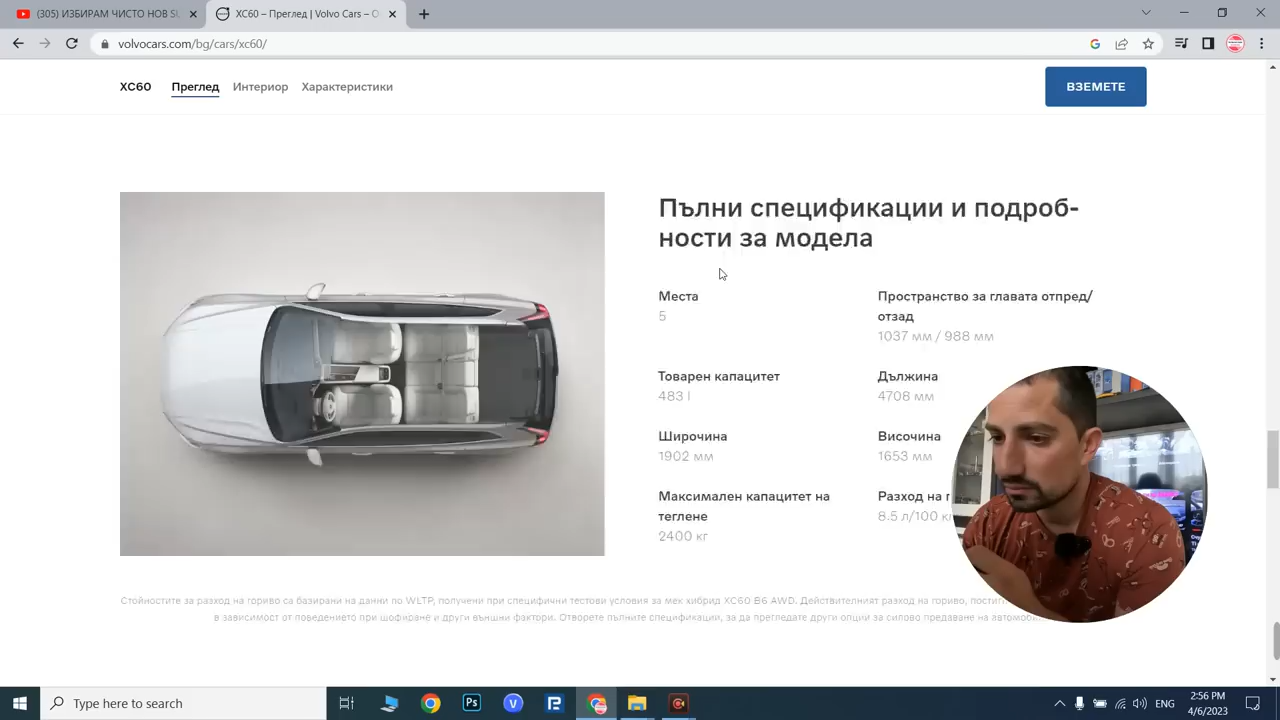 (305) ИЗБИРАМ ЧИСТО НОВ SU
XC60 – Преглед | Volvo Cars – О
volvocars.com/bg/cars/xc60/
XC60
Преглед
Интериор
Характеристики
ВЗЕМЕТЕ
Пълни спецификации и подроб-
ности за модела
Места
5
Пространство за главата отпред/
отзад
1037 мм / 988 мм
Товарен капацитет
483 l
Дължина
4708 мм
Широчина
1902 мм
Височина
1653 мм
Максимален капацитет на
теглене
2400 кг
Разход на
8.5 л/100
Стойностите за разход на гориво са базирани на данни по WLTP, получени при специфични тестови условия за мек хибрид XC60 B6 AWD. Действителният разход на гориво,
в зависимост от поведението при шофиране и други външни фактори. Отворете пълните спецификации, за да прегледате други опции за силово предаване на
Type here to search
ENG
2:56 PM
4/6/2023